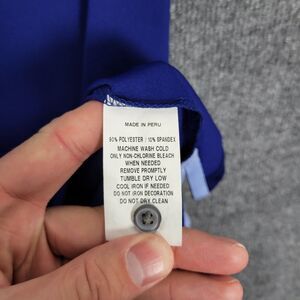 MADE IN PERU
90% POLYESTER / 10% SPANDEX
MACHINE WASH COLD
ONLY NON-CHLORINE BLEACH
WHEN NEEDED
REMOVE PROMPTLY
TUMBLE DRY LOW
COOL IRON IF NEEDED
DO NOT IRON DECORATION
DO NOT DRY CLEAN